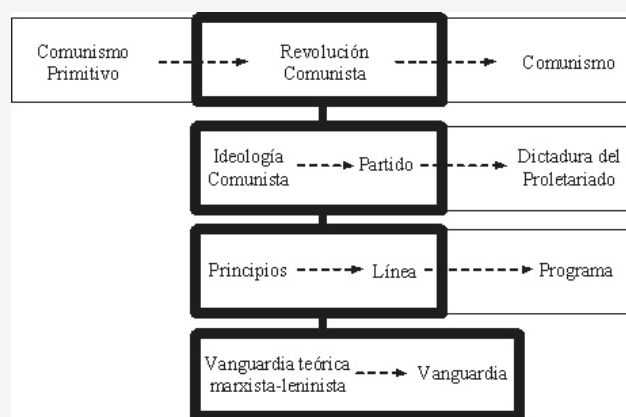 Comunismo
Primitivo
Revolución
Comunista
Comunismo
Ideología
Comunista
Partido
Dictadura del
Proletariado
Principios
Línea
Programa
Vanguardia teórica
marxista-leninista
Vanguardia